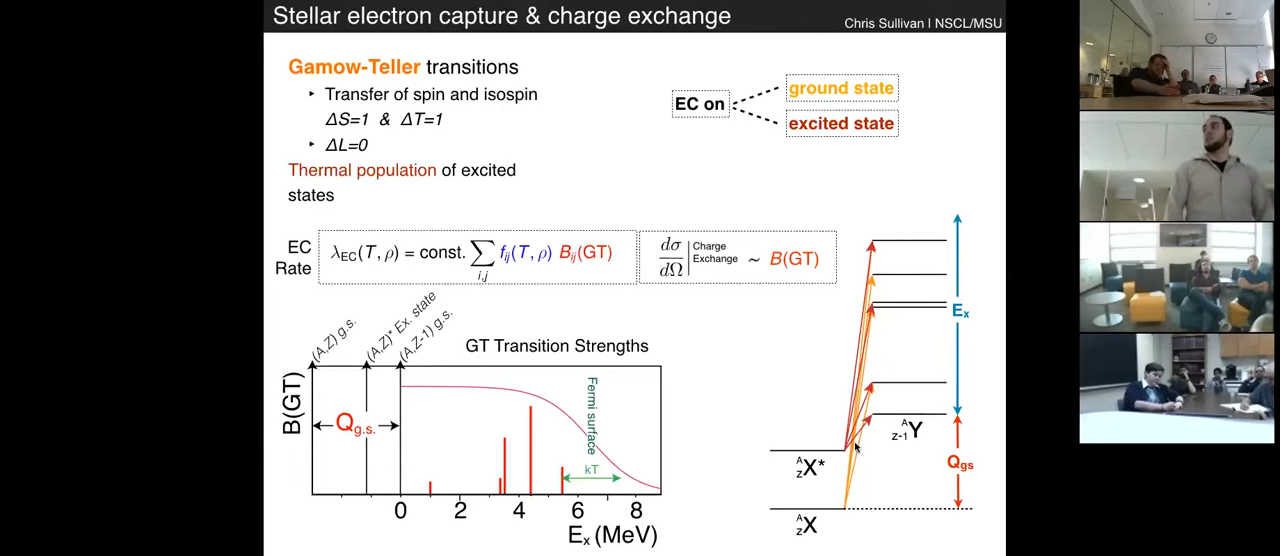 Stellar electron capture & charge exchange
Chris Sullivan | NSCL/MSU
Gamow-Teller transitions
‣ Transfer of spin and isospin
ΔS=1 & ΔT=1
‣ ΔL=0
Thermal population of excited
states
EC on
ground state
excited state
EC
Rate
λEC(T, ρ) = const. ∑i,j fij(T, ρ) Bij(GT)
dσ/dΩ | Charge Exchange ~ B(GT)
(A,Z) g.s.
(A,Z)* Ex. state
(A,Z-1) g.s.
GT Transition Strengths
B(GT)
Qg.s.
Fermi surface
kT
0 2 4 6 8
Ex (MeV)
Ex
A Z-1 Y
A Z X*
Qgs
A Z X